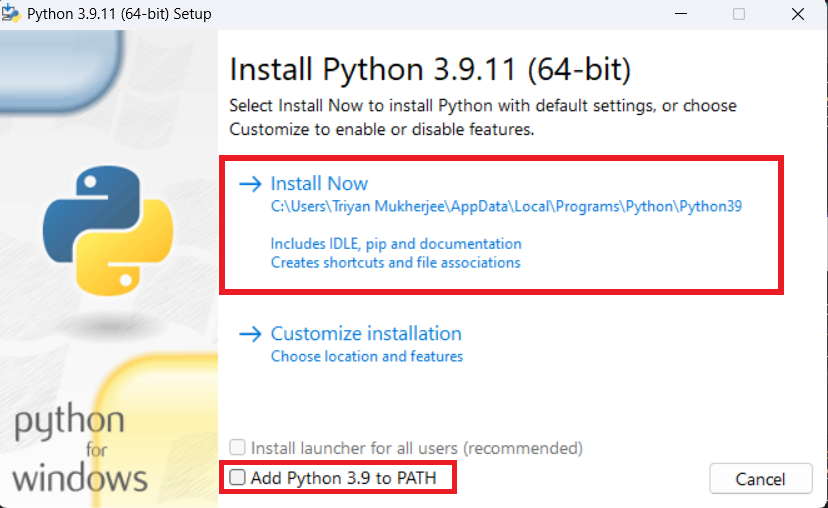 Python 3.9.11 (64-bit) Setup
Install Python 3.9.11 (64-bit)
Select Install Now to install Python with default settings, or choose
Customize to enable or disable features.
Install Now
C:\Users\Triyan Mukherjee\AppData\Local\Programs\Python\Python39
Includes IDLE, pip and documentation
Creates shortcuts and file associations
Customize installation
Choose location and features
python
for
windows
Install launcher for all users (recommended)
Add Python 3.9 to PATH
Cancel